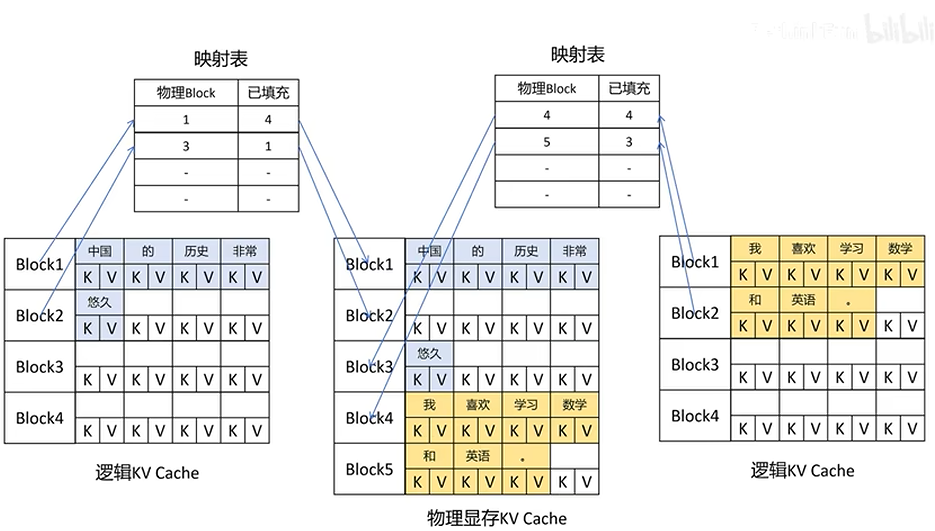 bilibili
映射表
物理Block 已填充
1 4
3 1
- -
- -
映射表
物理Block 已填充
4 4
5 3
- -
- -
Block1
中国 的 历史 非常
K V K V K V K V
Block2
悠久
K V K V K V K V
Block3
K V K V K V K V
Block4
K V K V K V K V
逻辑KV Cache
Block1
中国 的 历史 非常
K V K V K V K V
Block2
K V K V K V K V
Block3
悠久
K V K V K V K V
Block4
我 喜欢 学习 数学
K V K V K V K V
Block5
和 英语 。
K V K V K V K V
物理显存KV Cache
Block1
我 喜欢 学习 数学
K V K V K V K V
Block2
和 英语 。
K V K V K V K V
Block3
K V K V K V K V
Block4
K V K V K V K V
逻辑KV Cache